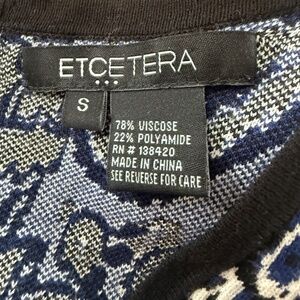 ETCETERA
S
78% VISCOSE
22% POLYAMIDE
RN # 138420
MADE IN CHINA
SEE REVERSE FOR CARE